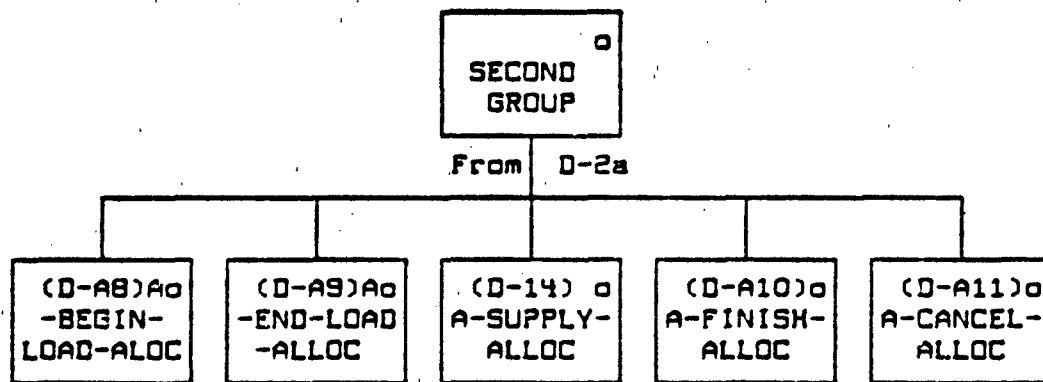 o
SECOND
GROUP
From D-2a
(D-A8)Ao
-BEGIN-
LOAD-ALOC
(D-A9)Ao
-END-LOAD
-ALLOC
(D-14) o
A-SUPPLY-
ALLOC
(D-A10)o
A-FINISH-
ALLOC
(D-A11)o
A-CANCEL-
ALLOC